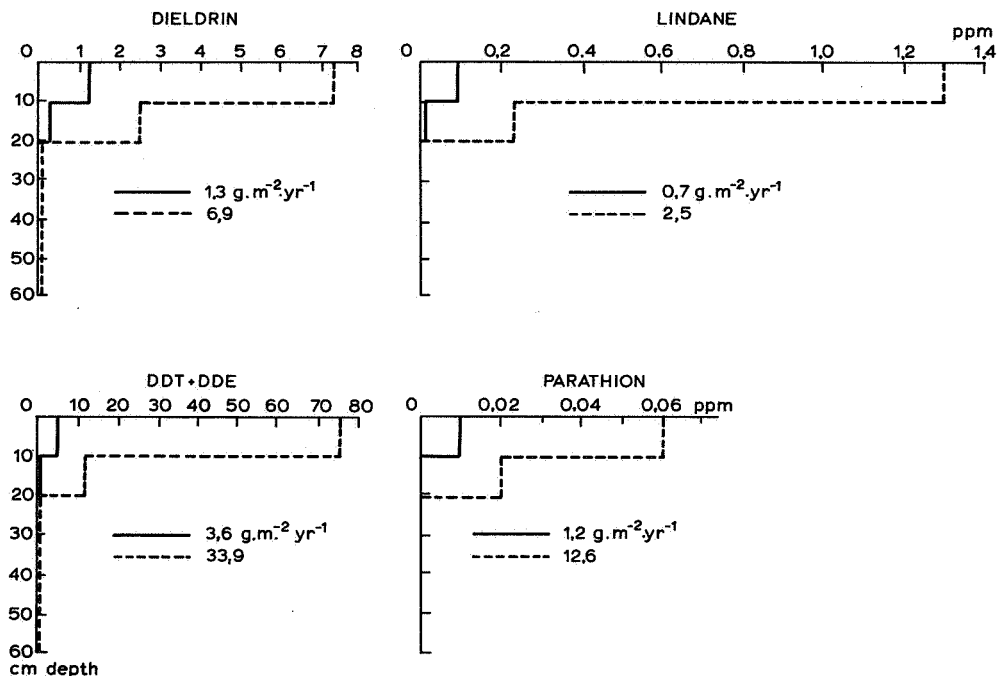 DIELDRIN
0 1 2 3 4 5 6 7 8
10
20
30
40
50
60
1,3 g.m-2.yr-1
6,9
LINDANE
ppm
0 0,2 0,4 0,6 0,8 1,0 1,2 1,4
0,7 g.m-2.yr-1
2,5
DDT+DDE
0 10 20 30 40 50 60 70 80
10
20
30
40
50
60
cm depth
3,6 g.m.-2 yr-1
33,9
PARATHION
0 0,02 0,04 0,06 ppm
1,2 g.m-2.yr-1
12,6